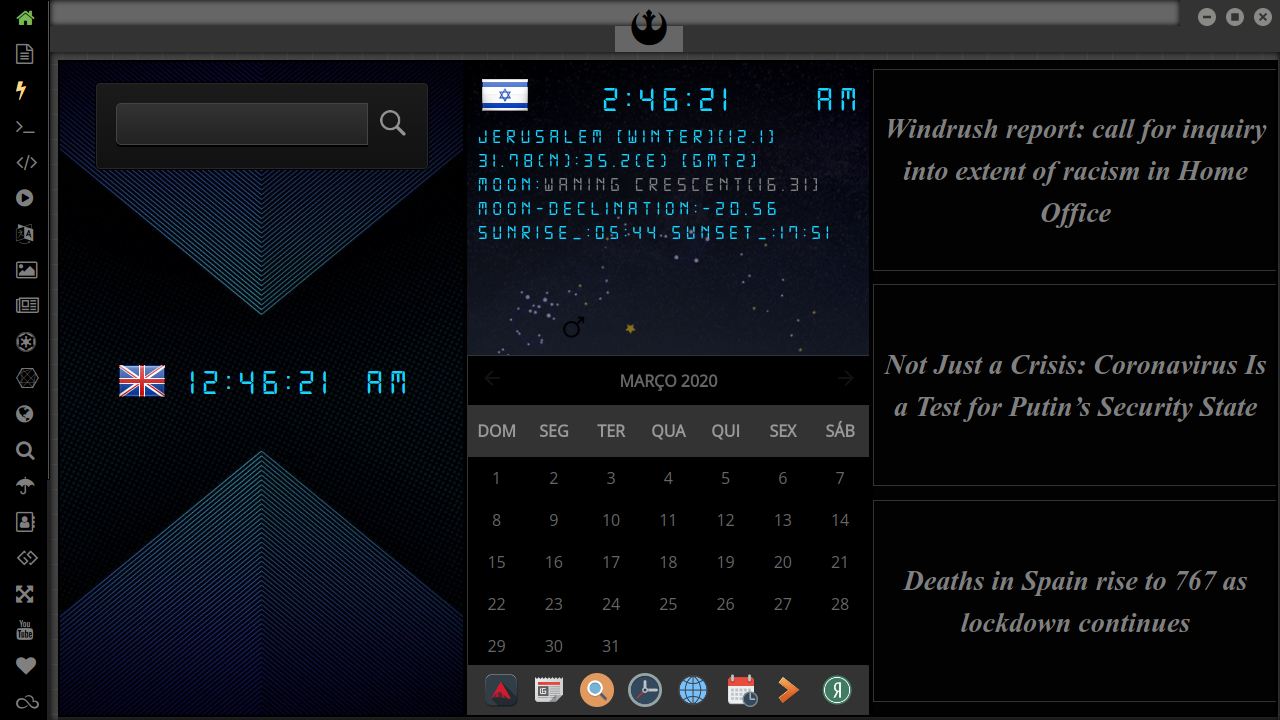 2:46:21 AM
JERUSALEM (WINTER)(12.1)
31.78(N):35.2(E) (GMT2)
MOON:WANING CRESCENT(16.31)
MOON-DECLINATION:-20.56
SUNRISE_:05:44 SUNSET_:17:51
12:46:21 AM
MARÇO 2020
DOM SEG TER QUA QUI SEX SÁB
1 2 3 4 5 6 7
8 9 10 11 12 13 14
15 16 17 18 19 20 21
22 23 24 25 26 27 28
29 30 31
Windrush report: call for inquiry
into extent of racism in Home
Office
Not Just a Crisis: Coronavirus Is
a Test for Putin’s Security State
Deaths in Spain rise to 767 as
lockdown continues
You
Tube
Я